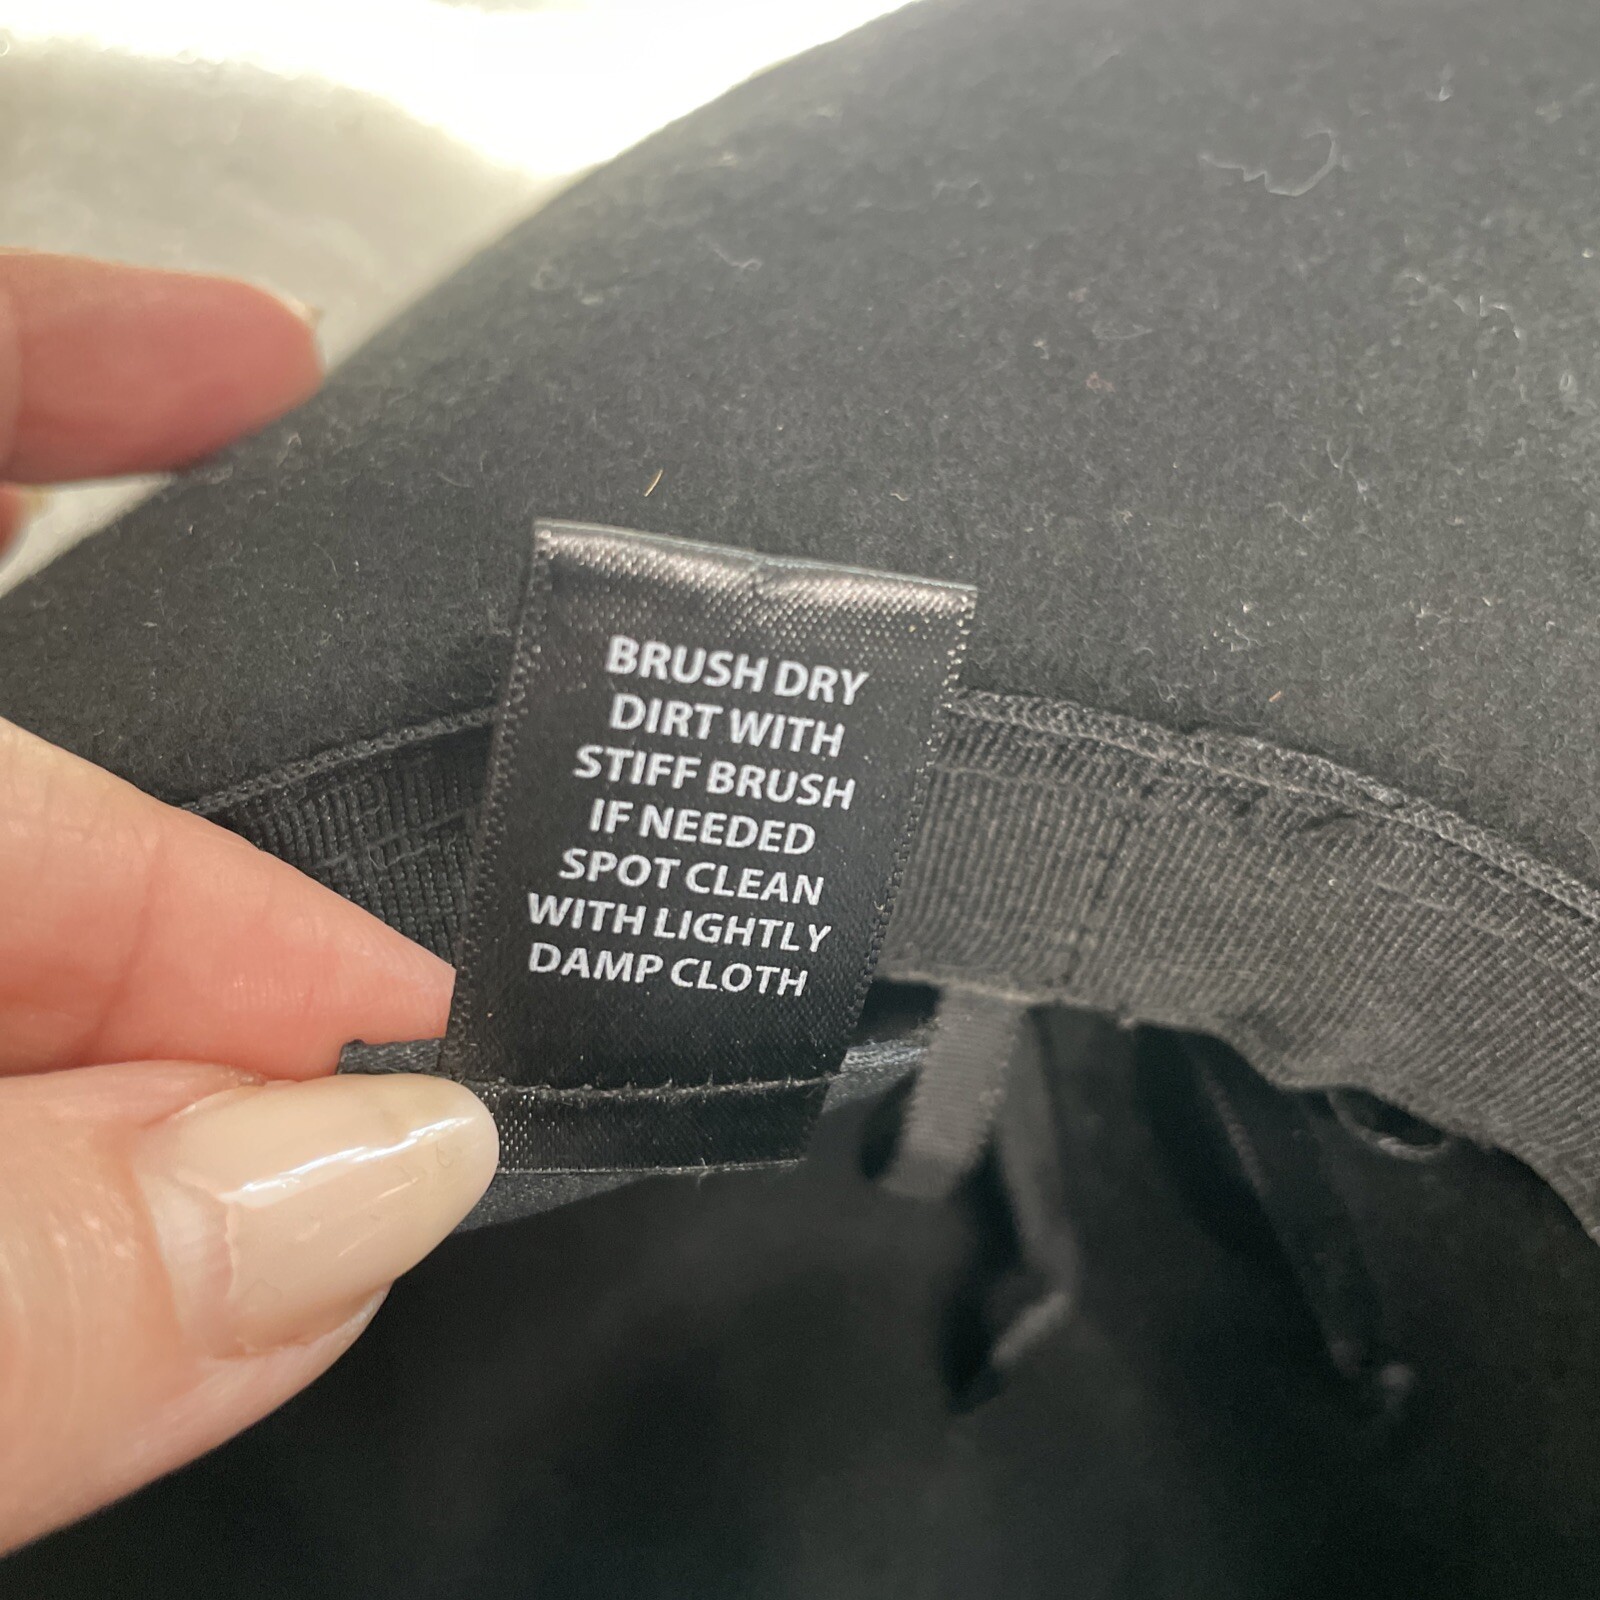 BRUSH DRY
DIRT WITH
STIFF BRUSH
IF NEEDED
SPOT CLEAN
WITH LIGHTLY
DAMP CLOTH